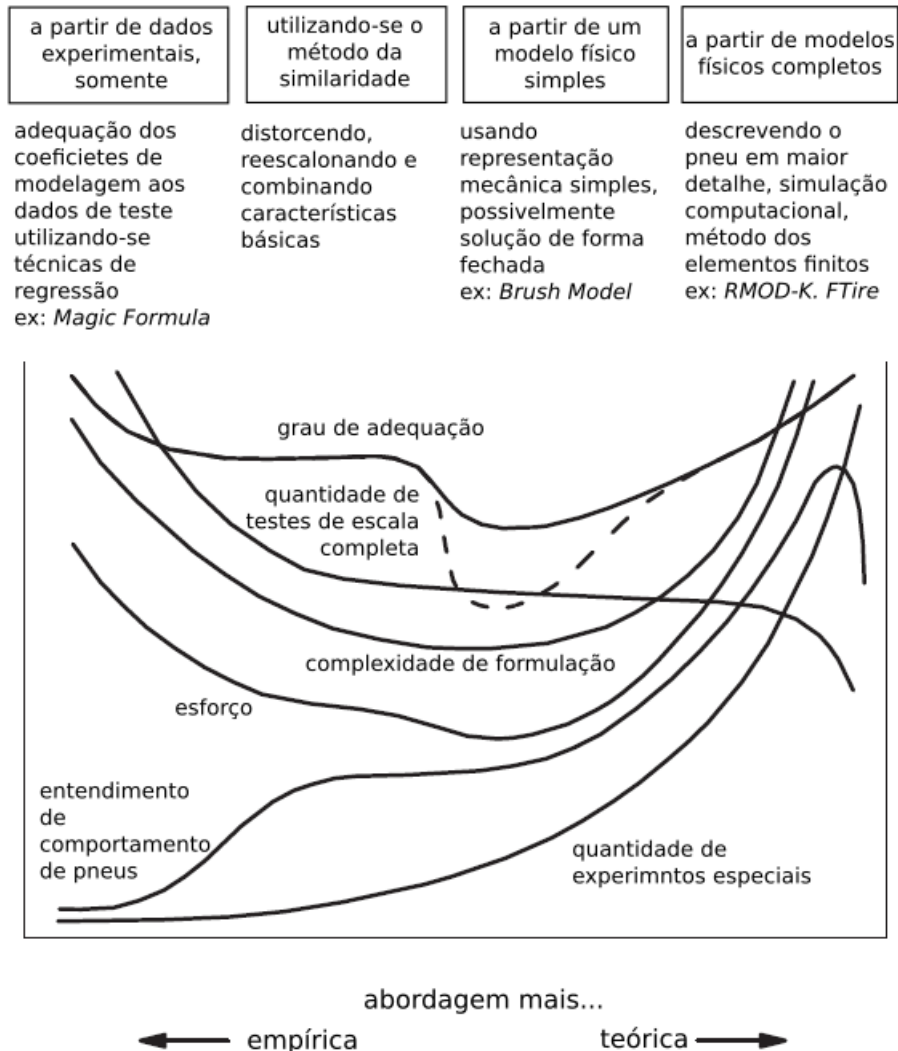 a partir de dados
experimentais,
somente
utilizando-se o
método da
similaridade
a partir de um
modelo físico
simples
a partir de modelos
físicos completos
adequação dos
coeficietes de
modelagem aos
dados de teste
utilizando-se
técnicas de
regressão
ex: Magic Formula
distorcendo,
reescalonando e
combinando
características
básicas
usando
representação
mecânica simples,
possivelmente
solução de forma
fechada
ex: Brush Model
descrevendo o
pneu em maior
detalhe, simulação
computacional,
método dos
elementos finitos
ex: RMOD-K. FTire
grau de adequação
quantidade de
testes de escala
completa
complexidade de formulação
esforço
entendimento
de
comportamento
de pneus
quantidade de
experimntos especiais
abordagem mais...
empírica
teórica